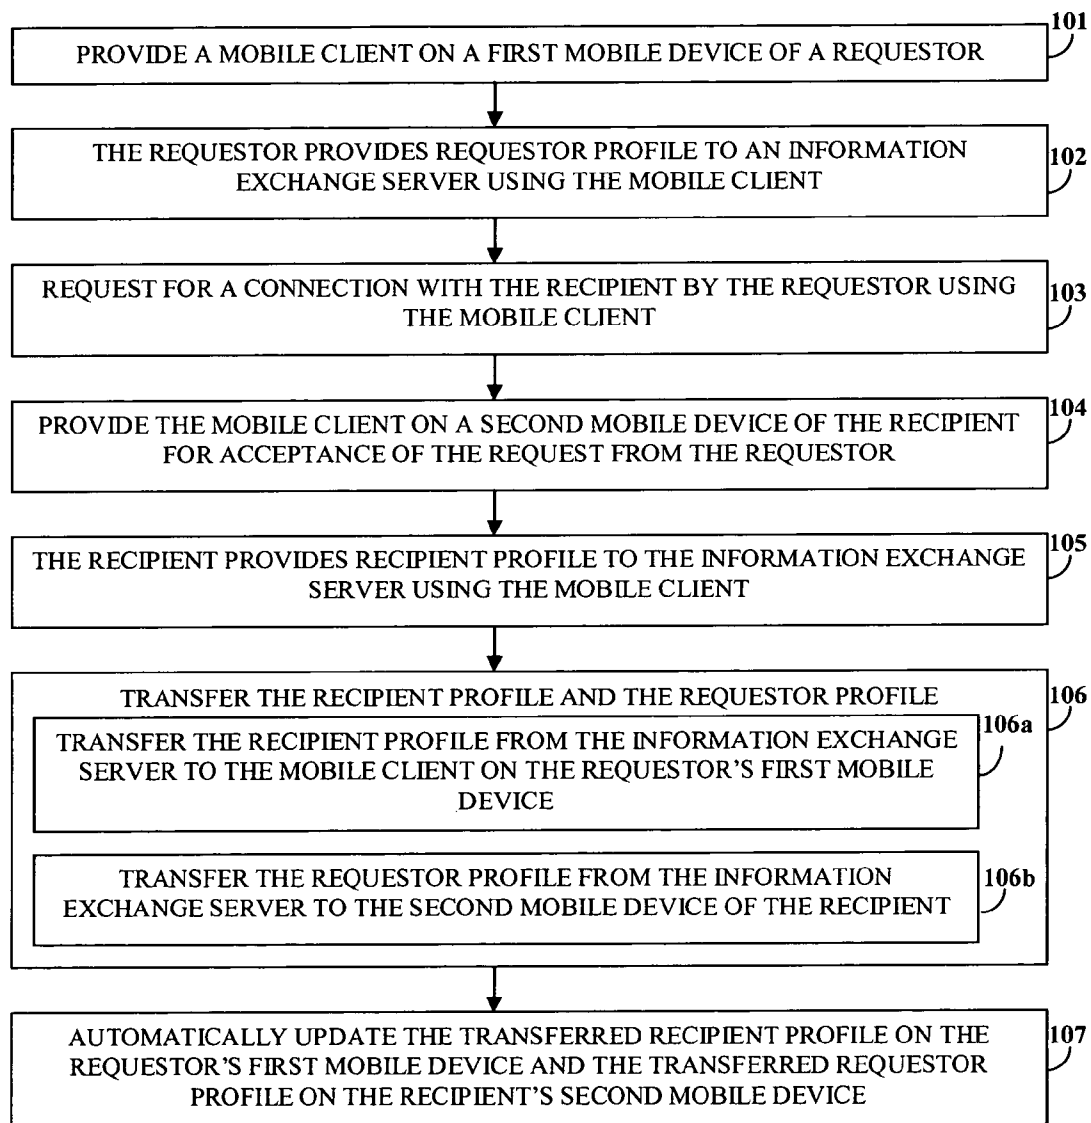 101
PROVIDE A MOBILE CLIENT ON A FIRST MOBILE DEVICE OF A REQUESTOR
102
THE REQUESTOR PROVIDES REQUESTOR PROFILE TO AN INFORMATION
EXCHANGE SERVER USING THE MOBILE CLIENT
103
REQUEST FOR A CONNECTION WITH THE RECIPIENT BY THE REQUESTOR USING
THE MOBILE CLIENT
104
PROVIDE THE MOBILE CLIENT ON A SECOND MOBILE DEVICE OF THE RECIPIENT
FOR ACCEPTANCE OF THE REQUEST FROM THE REQUESTOR
105
THE RECIPIENT PROVIDES RECIPIENT PROFILE TO THE INFORMATION EXCHANGE
SERVER USING THE MOBILE CLIENT
106
TRANSFER THE RECIPIENT PROFILE AND THE REQUESTOR PROFILE
106a
TRANSFER THE RECIPIENT PROFILE FROM THE INFORMATION EXCHANGE
SERVER TO THE MOBILE CLIENT ON THE REQUESTOR'S FIRST MOBILE
DEVICE
106b
TRANSFER THE REQUESTOR PROFILE FROM THE INFORMATION
EXCHANGE SERVER TO THE SECOND MOBILE DEVICE OF THE RECIPIENT
107
AUTOMATICALLY UPDATE THE TRANSFERRED RECIPIENT PROFILE ON THE
REQUESTOR'S FIRST MOBILE DEVICE AND THE TRANSFERRED REQUESTOR
PROFILE ON THE RECIPIENT'S SECOND MOBILE DEVICE